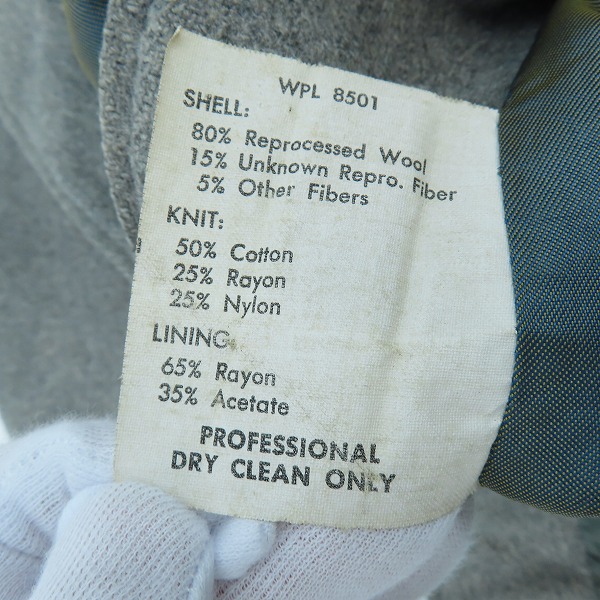 WPL 8501
SHELL:
80% Reprocessed Wool
15% Unknown Repro. Fiber
5% Other Fibers
KNIT:
50% Cotton
25% Rayon
25% Nylon
LINING:
65% Rayon
35% Acetate
PROFESSIONAL
DRY CLEAN ONLY